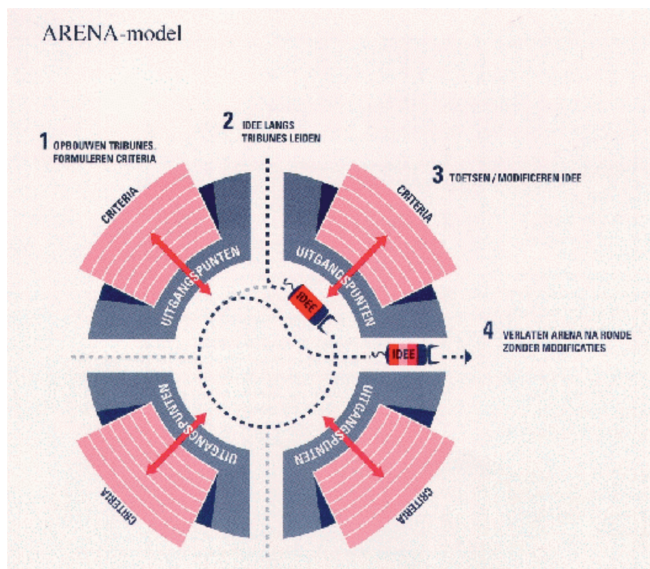 ARENA-model
1 OPBOUWEN TRIBUNES.
FORMULEREN CRITERIA
2 IDEE LANGS
TRIBUNES LEIDEN
3 TOETSEN / MODIFICEREN IDEE
4 VERLATEN ARENA NA RONDE
ZONDER MODIFICATIES
CRITERIA
UITGANGSPUNTEN
CRITERIA
UITGANGSPUNTEN
IDEE
IDEE
UITGANGSPUNTEN
CRITERIA
UITGANGSPUNTEN
CRITERIA